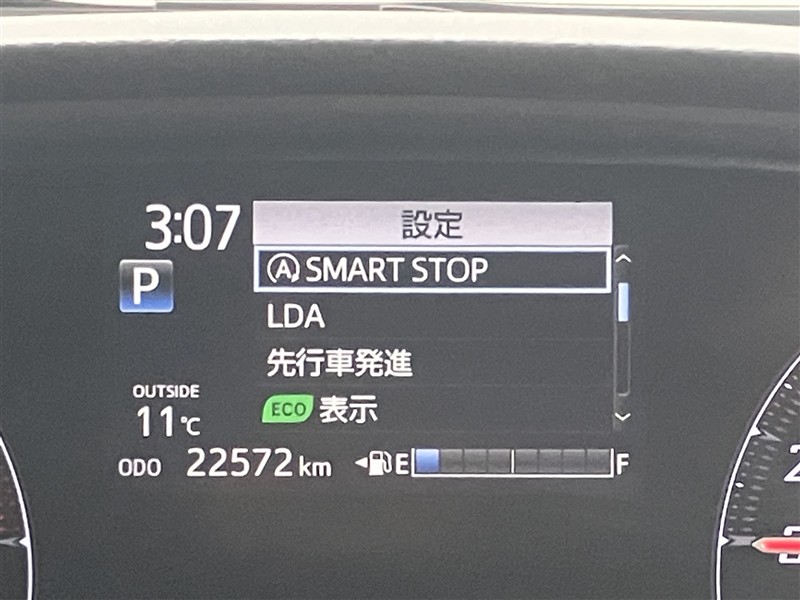 3:07
設定
P
A SMART STOP
LDA
先行車発進
ECO 表示
OUTSIDE
11℃
ODO 22572 km
E F
2